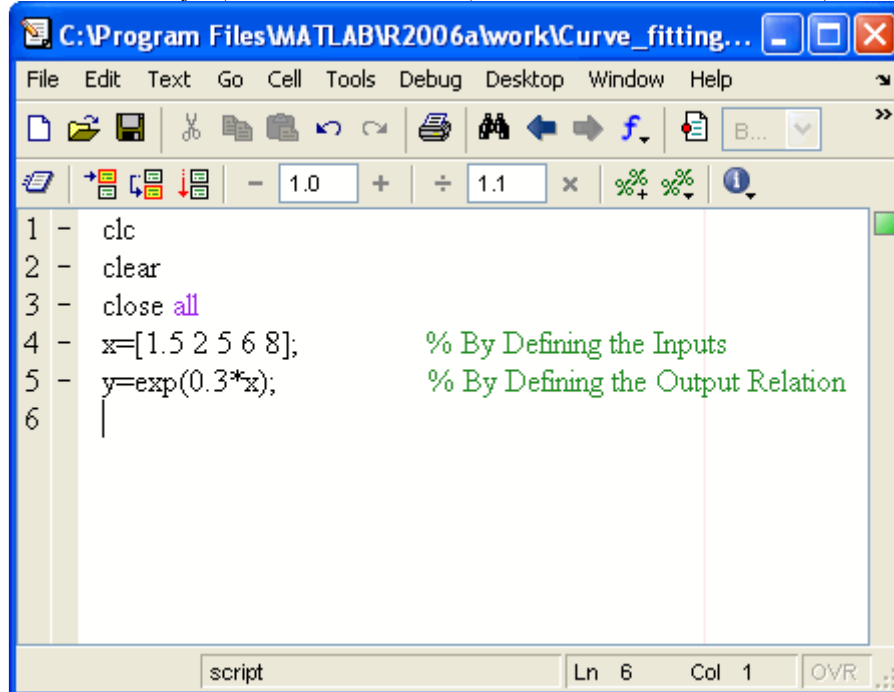 C:\Program Files\MATLAB\R2006a\work\Curve_fitting...
File Edit Text Go Cell Tools Debug Desktop Window Help
B...
- 1.0 + ÷ 1.1 ×
1 - clc
2 - clear
3 - close all
4 - x=[1.5 2 5 6 8]; % By Defining the Inputs
5 - y=exp(0.3*x); % By Defining the Output Relation
6
script Ln 6 Col 1 OVR